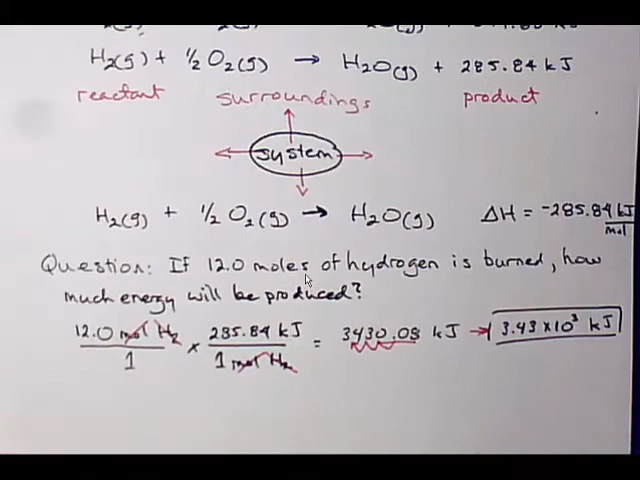 H₂(g) + ½ O₂(g) → H₂O(g) + 285.84 kJ
reactant surroundings product
system
H₂(g) + ½ O₂(g) → H₂O(g) ΔH = -285.84 kJ/mol
Question: If 12.0 moles of hydrogen is burned, how
much energy will be produced?
12.0 mol H₂ / 1 × 285.84 kJ / 1 mol H₂ = 3430.08 kJ → 3.43 × 10³ kJ